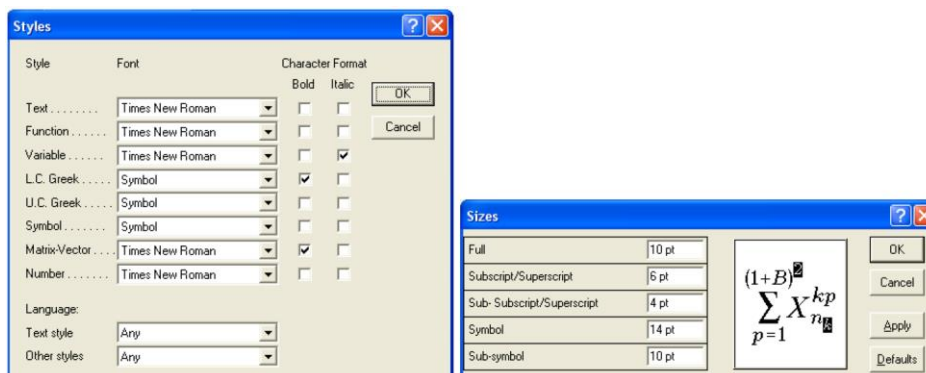 Styles
Style Font Character Format
Bold Italic
OK
Text . . . . . . . . Times New Roman
Cancel
Function . . . . . . Times New Roman
Variable . . . . . . Times New Roman
L.C. Greek . . . . . Symbol
U.C. Greek . . . . . Symbol
Symbol . . . . . . . Symbol
Matrix-Vector . . . . Times New Roman
Number . . . . . . . Times New Roman
Language:
Text style Any
Other styles Any
Sizes
Full 10 pt
Subscript/Superscript 6 pt
Sub- Subscript/Superscript 4 pt
Symbol 14 pt
Sub-symbol 10 pt
(1+B)²
∑ X kp n k
p=1
OK
Cancel
Apply
Defaults